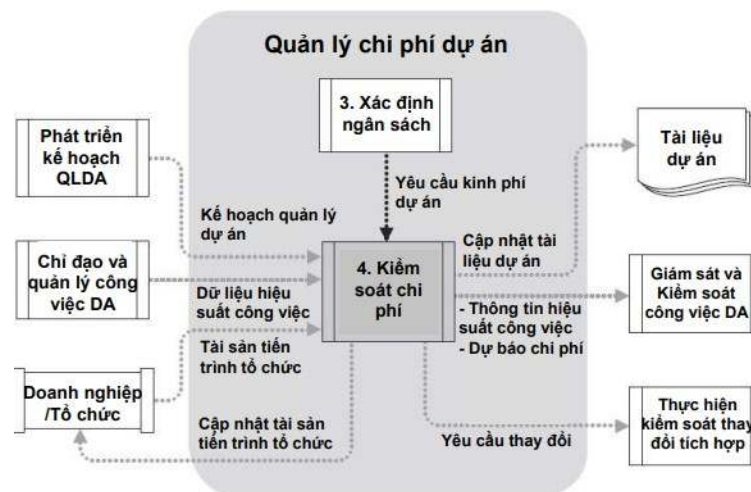 Quản lý chi phí dự án
3. Xác định
ngân sách
Phát triển
kế hoạch
QLDA
Tài liệu
dự án
Yêu cầu kinh phí
dự án
Kế hoạch quản lý
dự án
Cập nhật tài
liệu dự án
Chỉ đạo và
quản lý công
việc DA
4. Kiểm
soát chi
phí
Giám sát và
Kiểm soát
công việc DA
Dữ liệu hiệu
suất công việc
- Thông tin hiệu
suất công việc
- Dự báo chi phí
Tài sản tiến
trình tổ chức
Doanh nghiệp
/Tổ chức
Cập nhật tài sản
tiến trình tổ chức
Yêu cầu thay đổi
Thực hiện
kiểm soát thay
đổi tích hợp